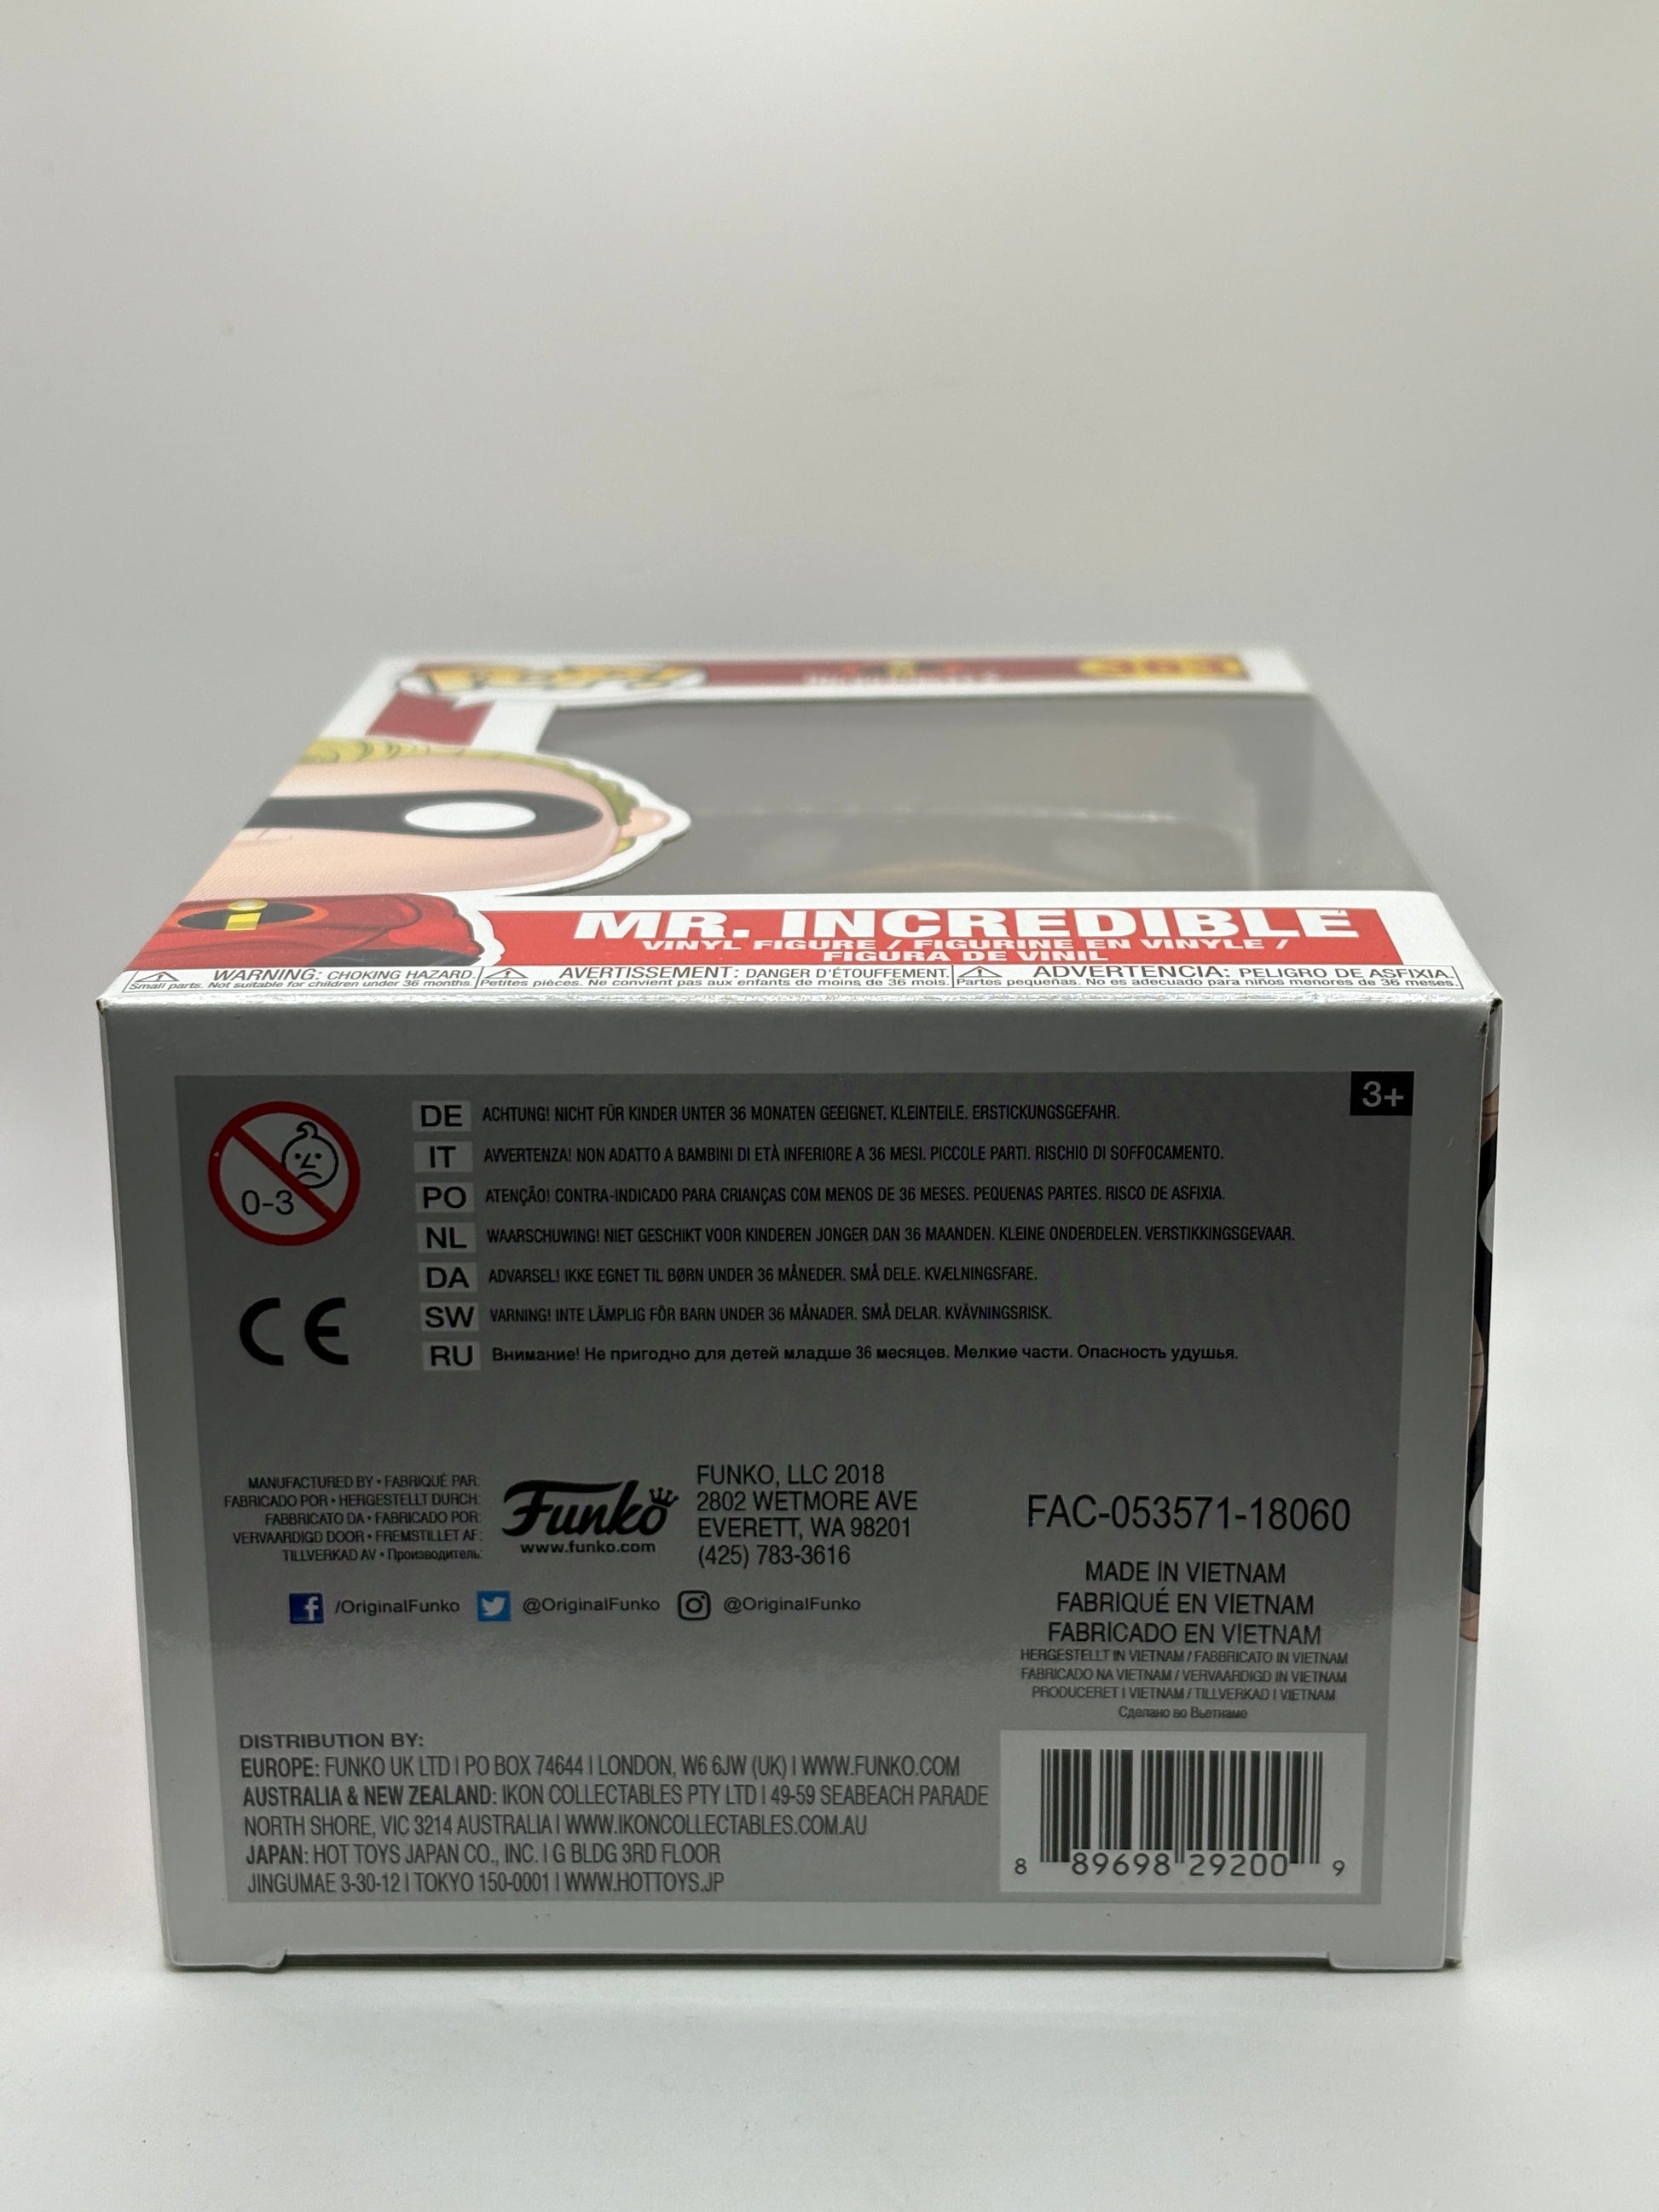 POP!
363
MR. INCREDIBLE
VINYL FIGURE / FIGURINE EN VINYLE /
FIGURA DE VINIL
WARNING: CHOKING HAZARD.
Small parts. Not suitable for children under 36 months.
AVERTISSEMENT: DANGER D'ÉTOUFFEMENT.
Petites pièces. Ne convient pas aux enfants de moins de 36 mois.
ADVERTENCIA: PELIGRO DE ASFIXIA.
Partes pequeñas. No es adecuado para niños menores de 36 meses.
3+
0-3
DE ACHTUNG! NICHT FÜR KINDER UNTER 36 MONATEN GEEIGNET. KLEINTEILE. ERSTICKUNGSGEFAHR.
IT AVVERTENZA! NON ADATTO A BAMBINI DI ETÀ INFERIORE A 36 MESI. PICCOLE PARTI. RISCHIO DI SOFFOCAMENTO.
PO ATENÇÃO! CONTRA-INDICADO PARA CRIANÇAS COM MENOS DE 36 MESES. PEQUENAS PARTES. RISCO DE ASFIXIA.
NL WAARSCHUWING! NIET GESCHIKT VOOR KINDEREN JONGER DAN 36 MAANDEN. KLEINE ONDERDELEN. VERSTIKKINGSGEVAAR.
DA ADVARSEL! IKKE EGNET TIL BØRN UNDER 36 MÅNEDER. SMÅ DELE. KVÆLNINGSFARE.
SW VARNING! INTE LÄMPLIG FÖR BARN UNDER 36 MÅNADER. SMÅ DELAR. KVÄVNINGSRISK.
RU Внимание! Не пригодно для детей младше 36 месяцев. Мелкие части. Опасность удушья.
CE
MANUFACTURED BY • FABRIQUÉ PAR:
FABRICADO POR • HERGESTELLT DURCH:
FABBRICATO DA • FABRICADO POR:
VERVAARDIGD DOOR • FREMSTILLET AF:
TILLVERKAD AV • Производитель:
Funko
www.funko.com
FUNKO, LLC 2018
2802 WETMORE AVE
EVERETT, WA 98201
(425) 783-3616
/OriginalFunko @OriginalFunko @OriginalFunko
FAC-053571-18060
MADE IN VIETNAM
FABRIQUÉ EN VIETNAM
FABRICADO EN VIETNAM
HERGESTELLT IN VIETNAM / FABBRICATO IN VIETNAM
FABRICADO NA VIETNAM / VERVAARDIGD IN VIETNAM
PRODUCERET I VIETNAM / TILLVERKAD I VIETNAM
Сделано во Вьетнаме
DISTRIBUTION BY:
EUROPE: FUNKO UK LTD | PO BOX 74644 | LONDON, W6 6JW (UK) | WWW.FUNKO.COM
AUSTRALIA & NEW ZEALAND: IKON COLLECTABLES PTY LTD | 49-59 SEABEACH PARADE
NORTH SHORE, VIC 3214 AUSTRALIA | WWW.IKONCOLLECTABLES.COM.AU
JAPAN: HOT TOYS JAPAN CO., INC. | G BLDG 3RD FLOOR
JINGUMAE 3-30-12 | TOKYO 150-0001 | WWW.HOTTOYS.JP
8 89698 29200 9